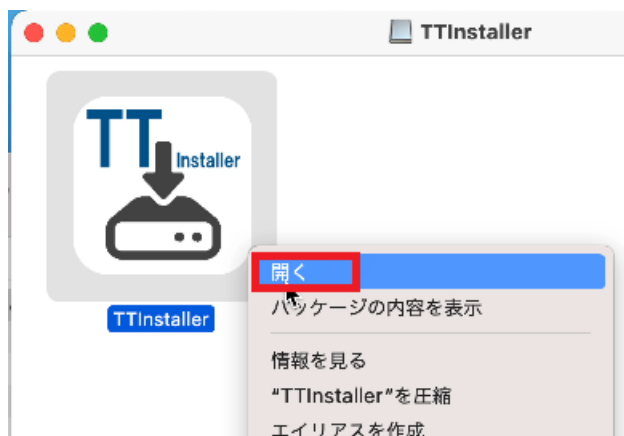 TTInstaller
TT Installer
TTInstaller
開く
パッケージの内容を表示
情報を見る
“TTInstaller”を圧縮
エイリアスを作成